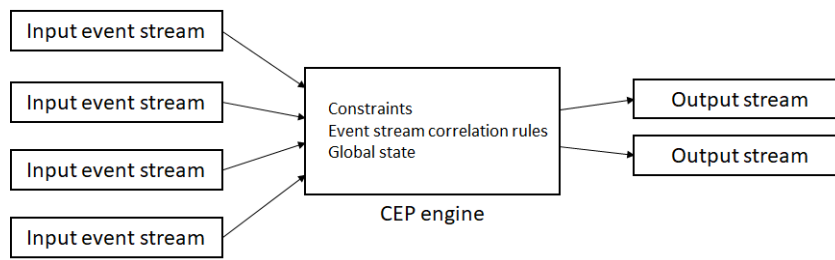 Input event stream
Input event stream
Input event stream
Input event stream
Constraints
Event stream correlation rules
Global state
CEP engine
Output stream
Output stream